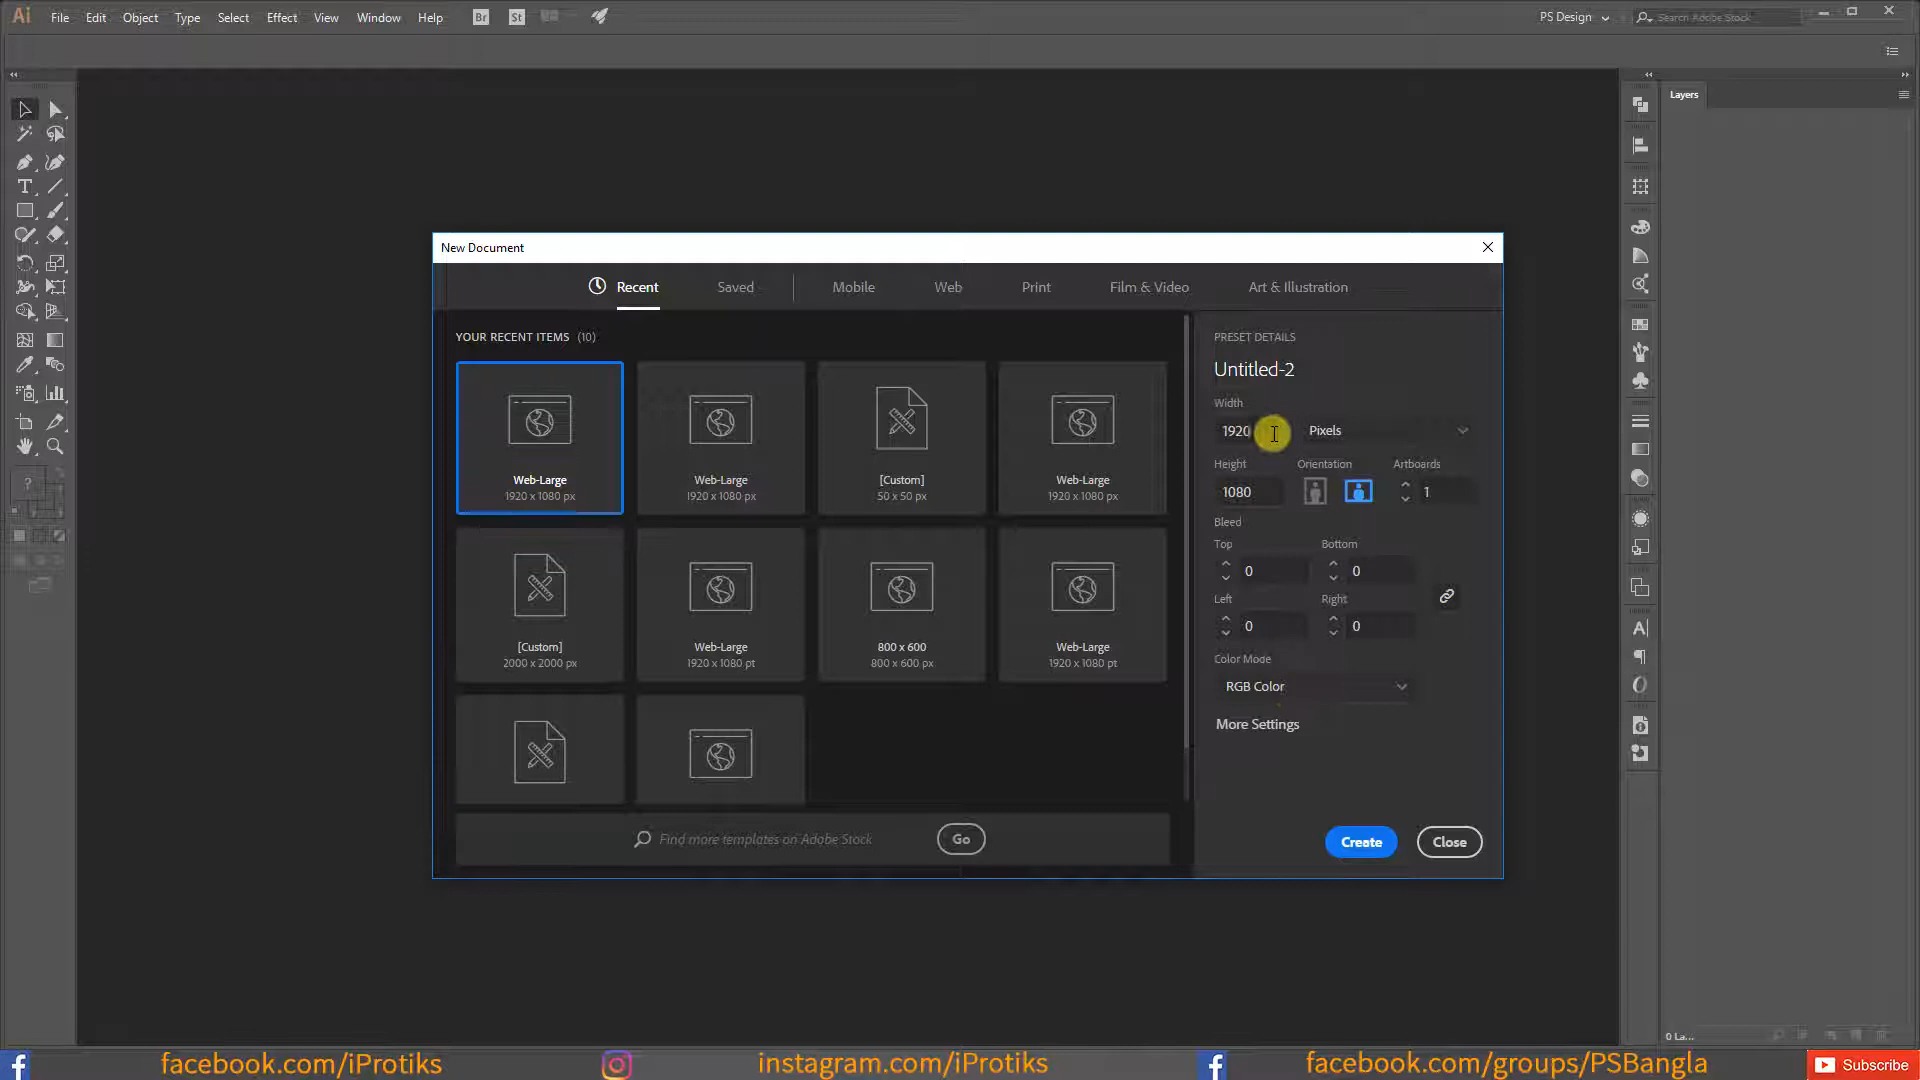 Ai File Edit Object Type Select Effect View Window Help Br St PS Design Search Adobe Stock
Layers
New Document
Recent Saved Mobile Web Print Film & Video Art & Illustration
YOUR RECENT ITEMS (10)
PRESET DETAILS
Untitled-2
Width
1920 Pixels
Height Orientation Artboards
1080 1
Bleed
Top Bottom
0 0
Left Right
0 0
Color Mode
RGB Color
More Settings
Web-Large Web-Large [Custom] Web-Large
1920 x 1080 px 1920 x 1080 px 50 x 50 px 1920 x 1080 px
[Custom] Web-Large 800 x 600 Web-Large
2000 x 2000 px 1920 x 1080 pt 800 x 600 px 1920 x 1080 pt
Find more templates on Adobe Stock Go
Create Close
0 La...
facebook.com/iProtiks instagram.com/iProtiks facebook.com/groups/PSBangla Subscribe